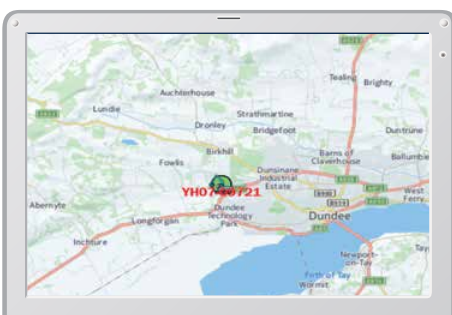 Tealing
Brighty
Auchterhouse
Lundie
Strathmartine
Dronley
Bridgefoot
Duntrune
Birkhill
Barns of
Claverhouse
Ballumbie
Fowlis
Dunsinane
Industrial
Estate
West
Ferry
Abernyte
Longforgan
Dundee
Technology
Park
Dundee
Inchture
Newport-
on-Tay
Tay
Firth of Tay
Wormit